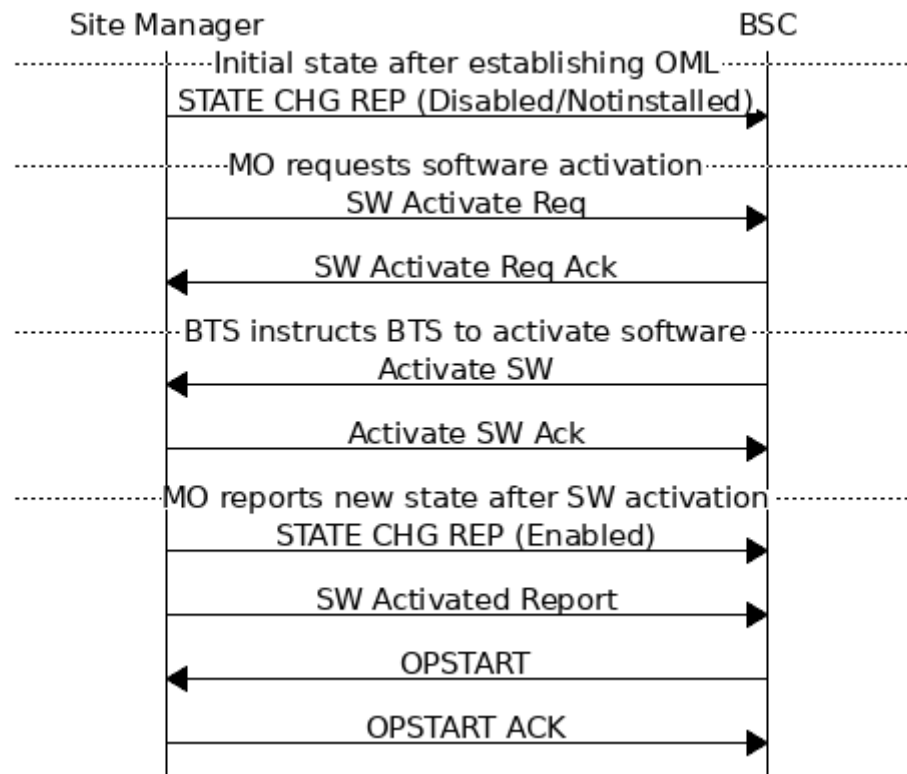 Site Manager BSC
Initial state after establishing OML
STATE CHG REP (Disabled/Notinstalled)
MO requests software activation
SW Activate Req
SW Activate Req Ack
BTS instructs BTS to activate software
Activate SW
Activate SW Ack
MO reports new state after SW activation
STATE CHG REP (Enabled)
SW Activated Report
OPSTART
OPSTART ACK